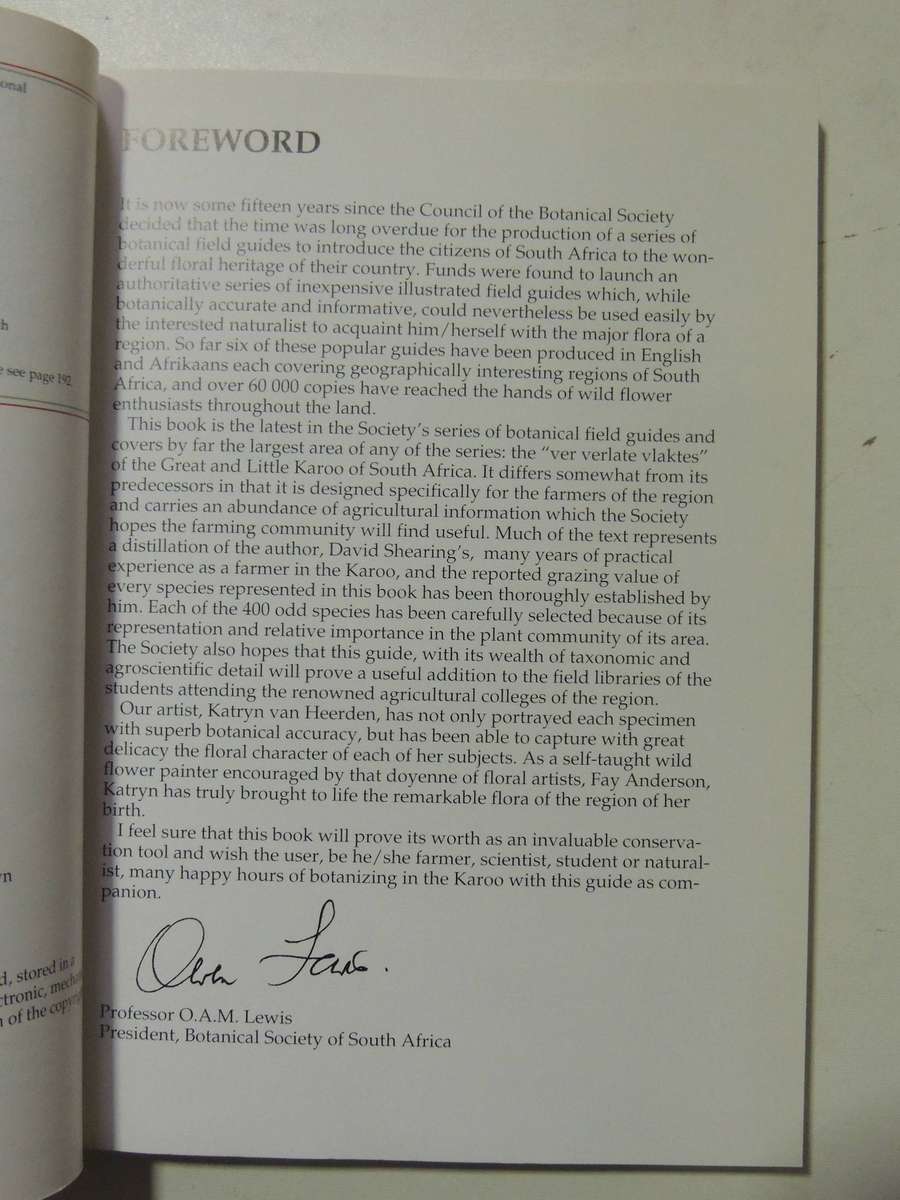 onal
h
e see page 192
n
d, stored in a
ctronic, mecha
n of the copyri
FOREWORD
It is now some fifteen years since the Council of the Botanical Society
decided that the time was long overdue for the production of a series of
botanical field guides to introduce the citizens of South Africa to the won-
derful floral heritage of their country. Funds were found to launch an
authoritative series of inexpensive illustrated field guides which, while
botanically accurate and informative, could nevertheless be used easily by
the interested naturalist to acquaint him/herself with the major flora of a
region. So far six of these popular guides have been produced in English
and Afrikaans each covering geographically interesting regions of South
Africa, and over 60 000 copies have reached the hands of wild flower
enthusiasts throughout the land.
This book is the latest in the Society's series of botanical field guides and
covers by far the largest area of any of the series: the "ver verlate vlaktes"
of the Great and Little Karoo of South Africa. It differs somewhat from its
predecessors in that it is designed specifically for the farmers of the region
and carries an abundance of agricultural information which the Society
hopes the farming community will find useful. Much of the text represents
a distillation of the author, David Shearing's, many years of practical
experience as a farmer in the Karoo, and the reported grazing value of
every species represented in this book has been thoroughly established by
him. Each of the 400 odd species has been carefully selected because of its
representation and relative importance in the plant community of its area.
The Society also hopes that this guide, with its wealth of taxonomic and
agroscientific detail will prove a useful addition to the field libraries of the
students attending the renowned agricultural colleges of the region.
Our artist, Katryn van Heerden, has not only portrayed each specimen
with superb botanical accuracy, but has been able to capture with great
delicacy the floral character of each of her subjects. As a self-taught wild
flower painter encouraged by that doyenne of floral artists, Fay Anderson,
Katryn has truly brought to life the remarkable flora of the region of her
birth.
I feel sure that this book will prove its worth as an invaluable conserva-
tion tool and wish the user, be he/she farmer, scientist, student or natural-
ist, many happy hours of botanizing in the Karoo with this guide as com-
panion.
Owen Lewis.
Professor O.A.M. Lewis
President, Botanical Society of South Africa